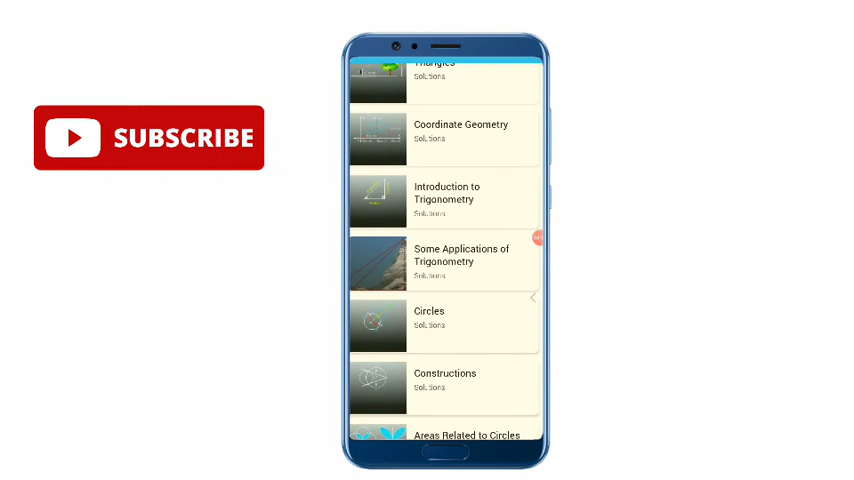 SUBSCRIBE
Triangles
Solutions
Coordinate Geometry
Solutions
Introduction to
Trigonometry
Solutions
Some Applications of
Trigonometry
Solutions
Circles
Solutions
Constructions
Solutions
Areas Related to Circles